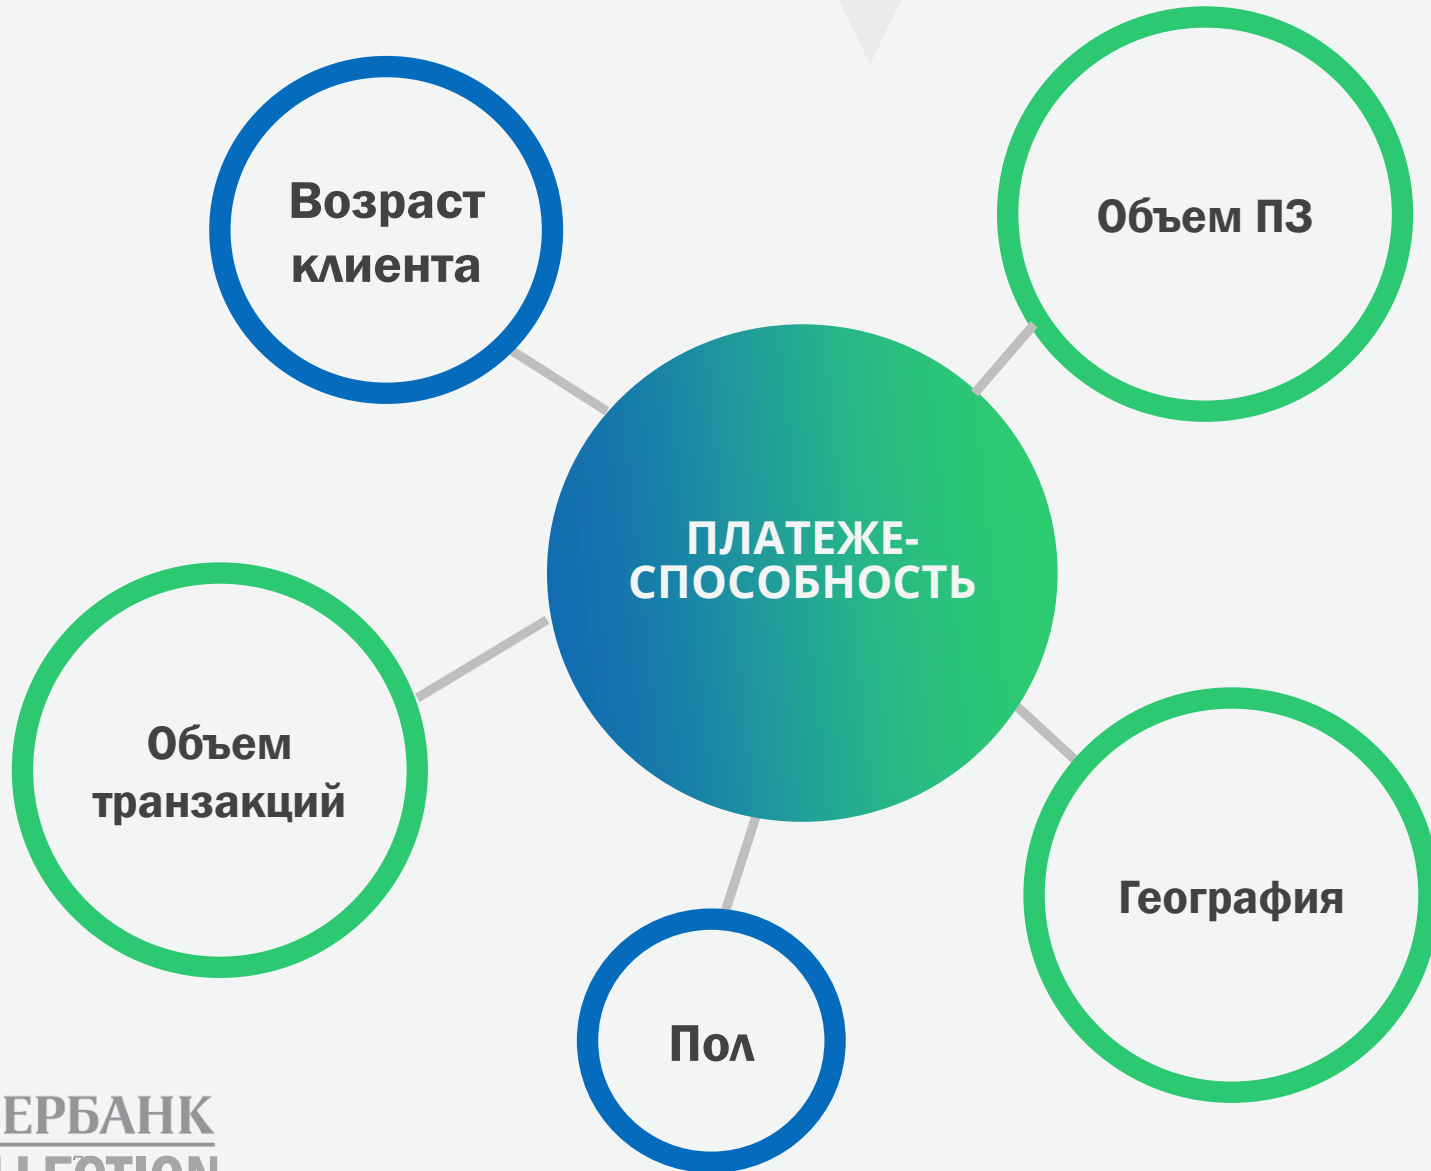 Возраст
клиента
Объем ПЗ
ПЛАТЕЖЕ-
СПОСОБНОСТЬ
Объем
транзакций
География
Пол
ЕРБАНК